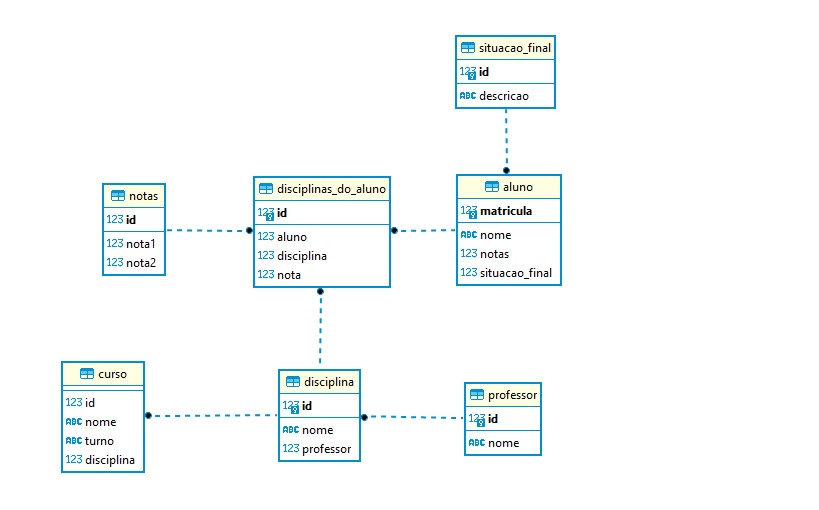 situacao_final
123 id
ABC descricao
notas
123 id
123 nota1
123 nota2
disciplinas_do_aluno
123 id
123 aluno
123 disciplina
123 nota
aluno
123 matricula
ABC nome
123 notas
123 situacao_final
curso
123 id
ABC nome
ABC turno
123 disciplina
disciplina
123 id
ABC nome
123 professor
professor
123 id
ABC nome